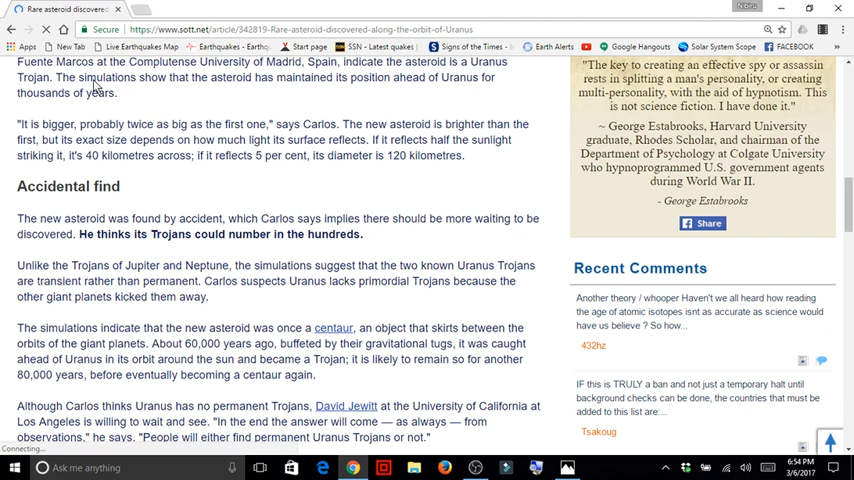 Rare asteroid discovered
Nibiru
Secure
https://www.sott.net/article/342819-Rare-asteroid-discovered-along-the-orbit-of-Uranus
Apps
New Tab
Live Earthquakes Map
Earthquakes - Earthqu
Start page
SSN - Latest quakes
Signs of the Times -
Earth Alerts
Google Hangouts
Solar System Scope
FACEBOOK
Fuente Marcos at the Complutense University of Madrid, Spain, indicate the asteroid is a Uranus
Trojan. The simulations show that the asteroid has maintained its position ahead of Uranus for
thousands of years.
"It is bigger, probably twice as big as the first one," says Carlos. The new asteroid is brighter than the
first, but its exact size depends on how much light its surface reflects. If it reflects half the sunlight
striking it, it's 40 kilometres across; if it reflects 5 per cent, its diameter is 120 kilometres.
Accidental find
The new asteroid was found by accident, which Carlos says implies there should be more waiting to be
discovered. He thinks its Trojans could number in the hundreds.
Unlike the Trojans of Jupiter and Neptune, the simulations suggest that the two known Uranus Trojans
are transient rather than permanent. Carlos suspects Uranus lacks primordial Trojans because the
other giant planets kicked them away.
The simulations indicate that the new asteroid was once a centaur, an object that skirts between the
orbits of the giant planets. About 60,000 years ago, buffeted by their gravitational tugs, it was caught
ahead of Uranus in its orbit around the sun and became a Trojan; it is likely to remain so for another
80,000 years, before eventually becoming a centaur again.
Although Carlos thinks Uranus has no permanent Trojans, David Jewitt at the University of California at
Los Angeles is willing to wait and see. "In the end the answer will come — as always — from
observations," he says. "People will either find permanent Uranus Trojans or not."
"The key to creating an effective spy or assassin
rests in splitting a man's personality, or creating
multi-personality, with the aid of hypnotism. This
is not science fiction. I have done it."
~ George Estabrooks, Harvard University
graduate, Rhodes Scholar, and chairman of the
Department of Psychology at Colgate University
who hypnoprogrammed U.S. government agents
during World War II.
- George Estabrooks
Share
Recent Comments
Another theory / whooper Haven't we all heard how reading
the age of atomic isotopes isnt as accurate as science would
have us believe ? So how...
432hz
IF this is TRULY a ban and not just a temporary halt until
background checks can be done, the countries that must be
added to this list are:...
Tsakoug
Connecting...
Ask me anything
6:54 PM
3/6/2017